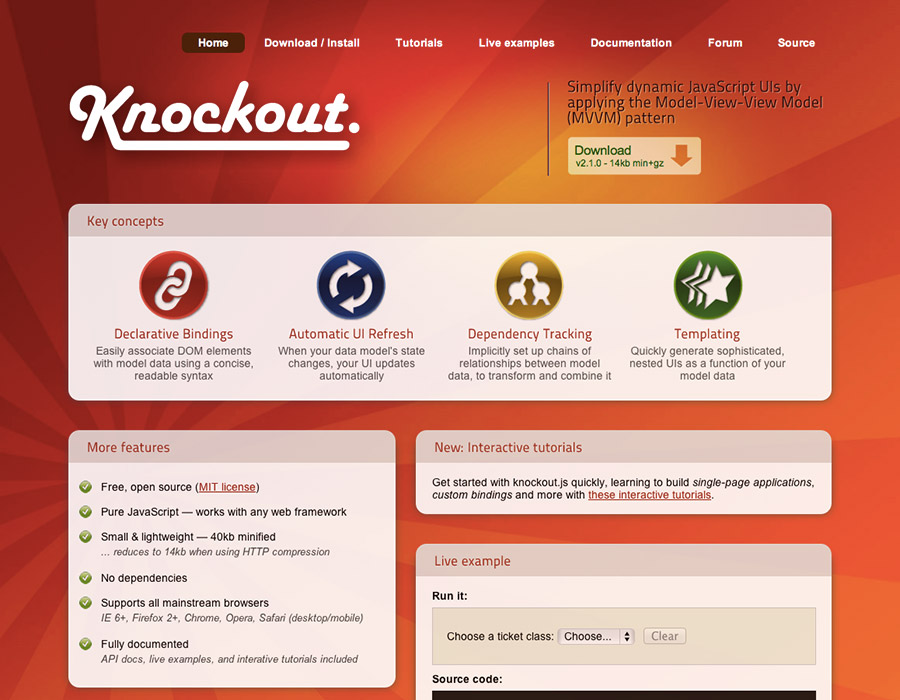 Home Download / Install Tutorials Live examples Documentation Forum Source
Knockout.
Simplify dynamic JavaScript UIs by
applying the Model-View-View Model
(MVVM) pattern
Download
v2.1.0 - 14kb min+gz
Key concepts
Declarative Bindings
Easily associate DOM elements
with model data using a concise,
readable syntax
Automatic UI Refresh
When your data model's state
changes, your UI updates
automatically
Dependency Tracking
Implicitly set up chains of
relationships between model
data, to transform and combine it
Templating
Quickly generate sophisticated,
nested UIs as a function of your
model data
More features
Free, open source (MIT license)
Pure JavaScript — works with any web framework
Small & lightweight — 40kb minified
... reduces to 14kb when using HTTP compression
No dependencies
Supports all mainstream browsers
IE 6+, Firefox 2+, Chrome, Opera, Safari (desktop/mobile)
Fully documented
API docs, live examples, and interative tutorials included
New: Interactive tutorials
Get started with knockout.js quickly, learning to build single-page applications,
custom bindings and more with these interactive tutorials.
Live example
Run it:
Choose a ticket class: Choose... Clear
Source code: